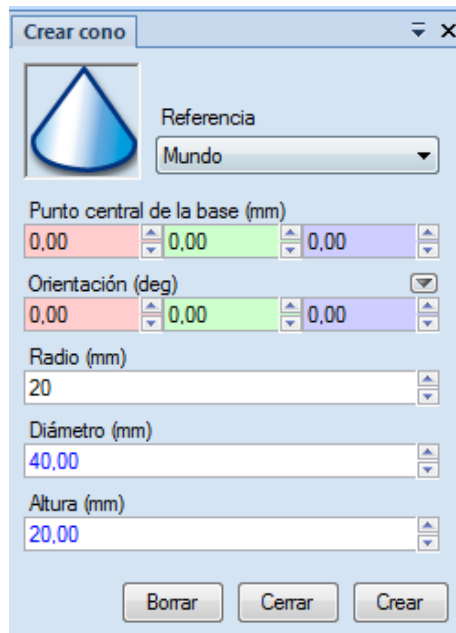 Crear cono
Referencia
Mundo
Punto central de la base (mm)
0,00 0,00 0,00
Orientación (deg)
0,00 0,00 0,00
Radio (mm)
20
Diámetro (mm)
40,00
Altura (mm)
20,00
Borrar Cerrar Crear